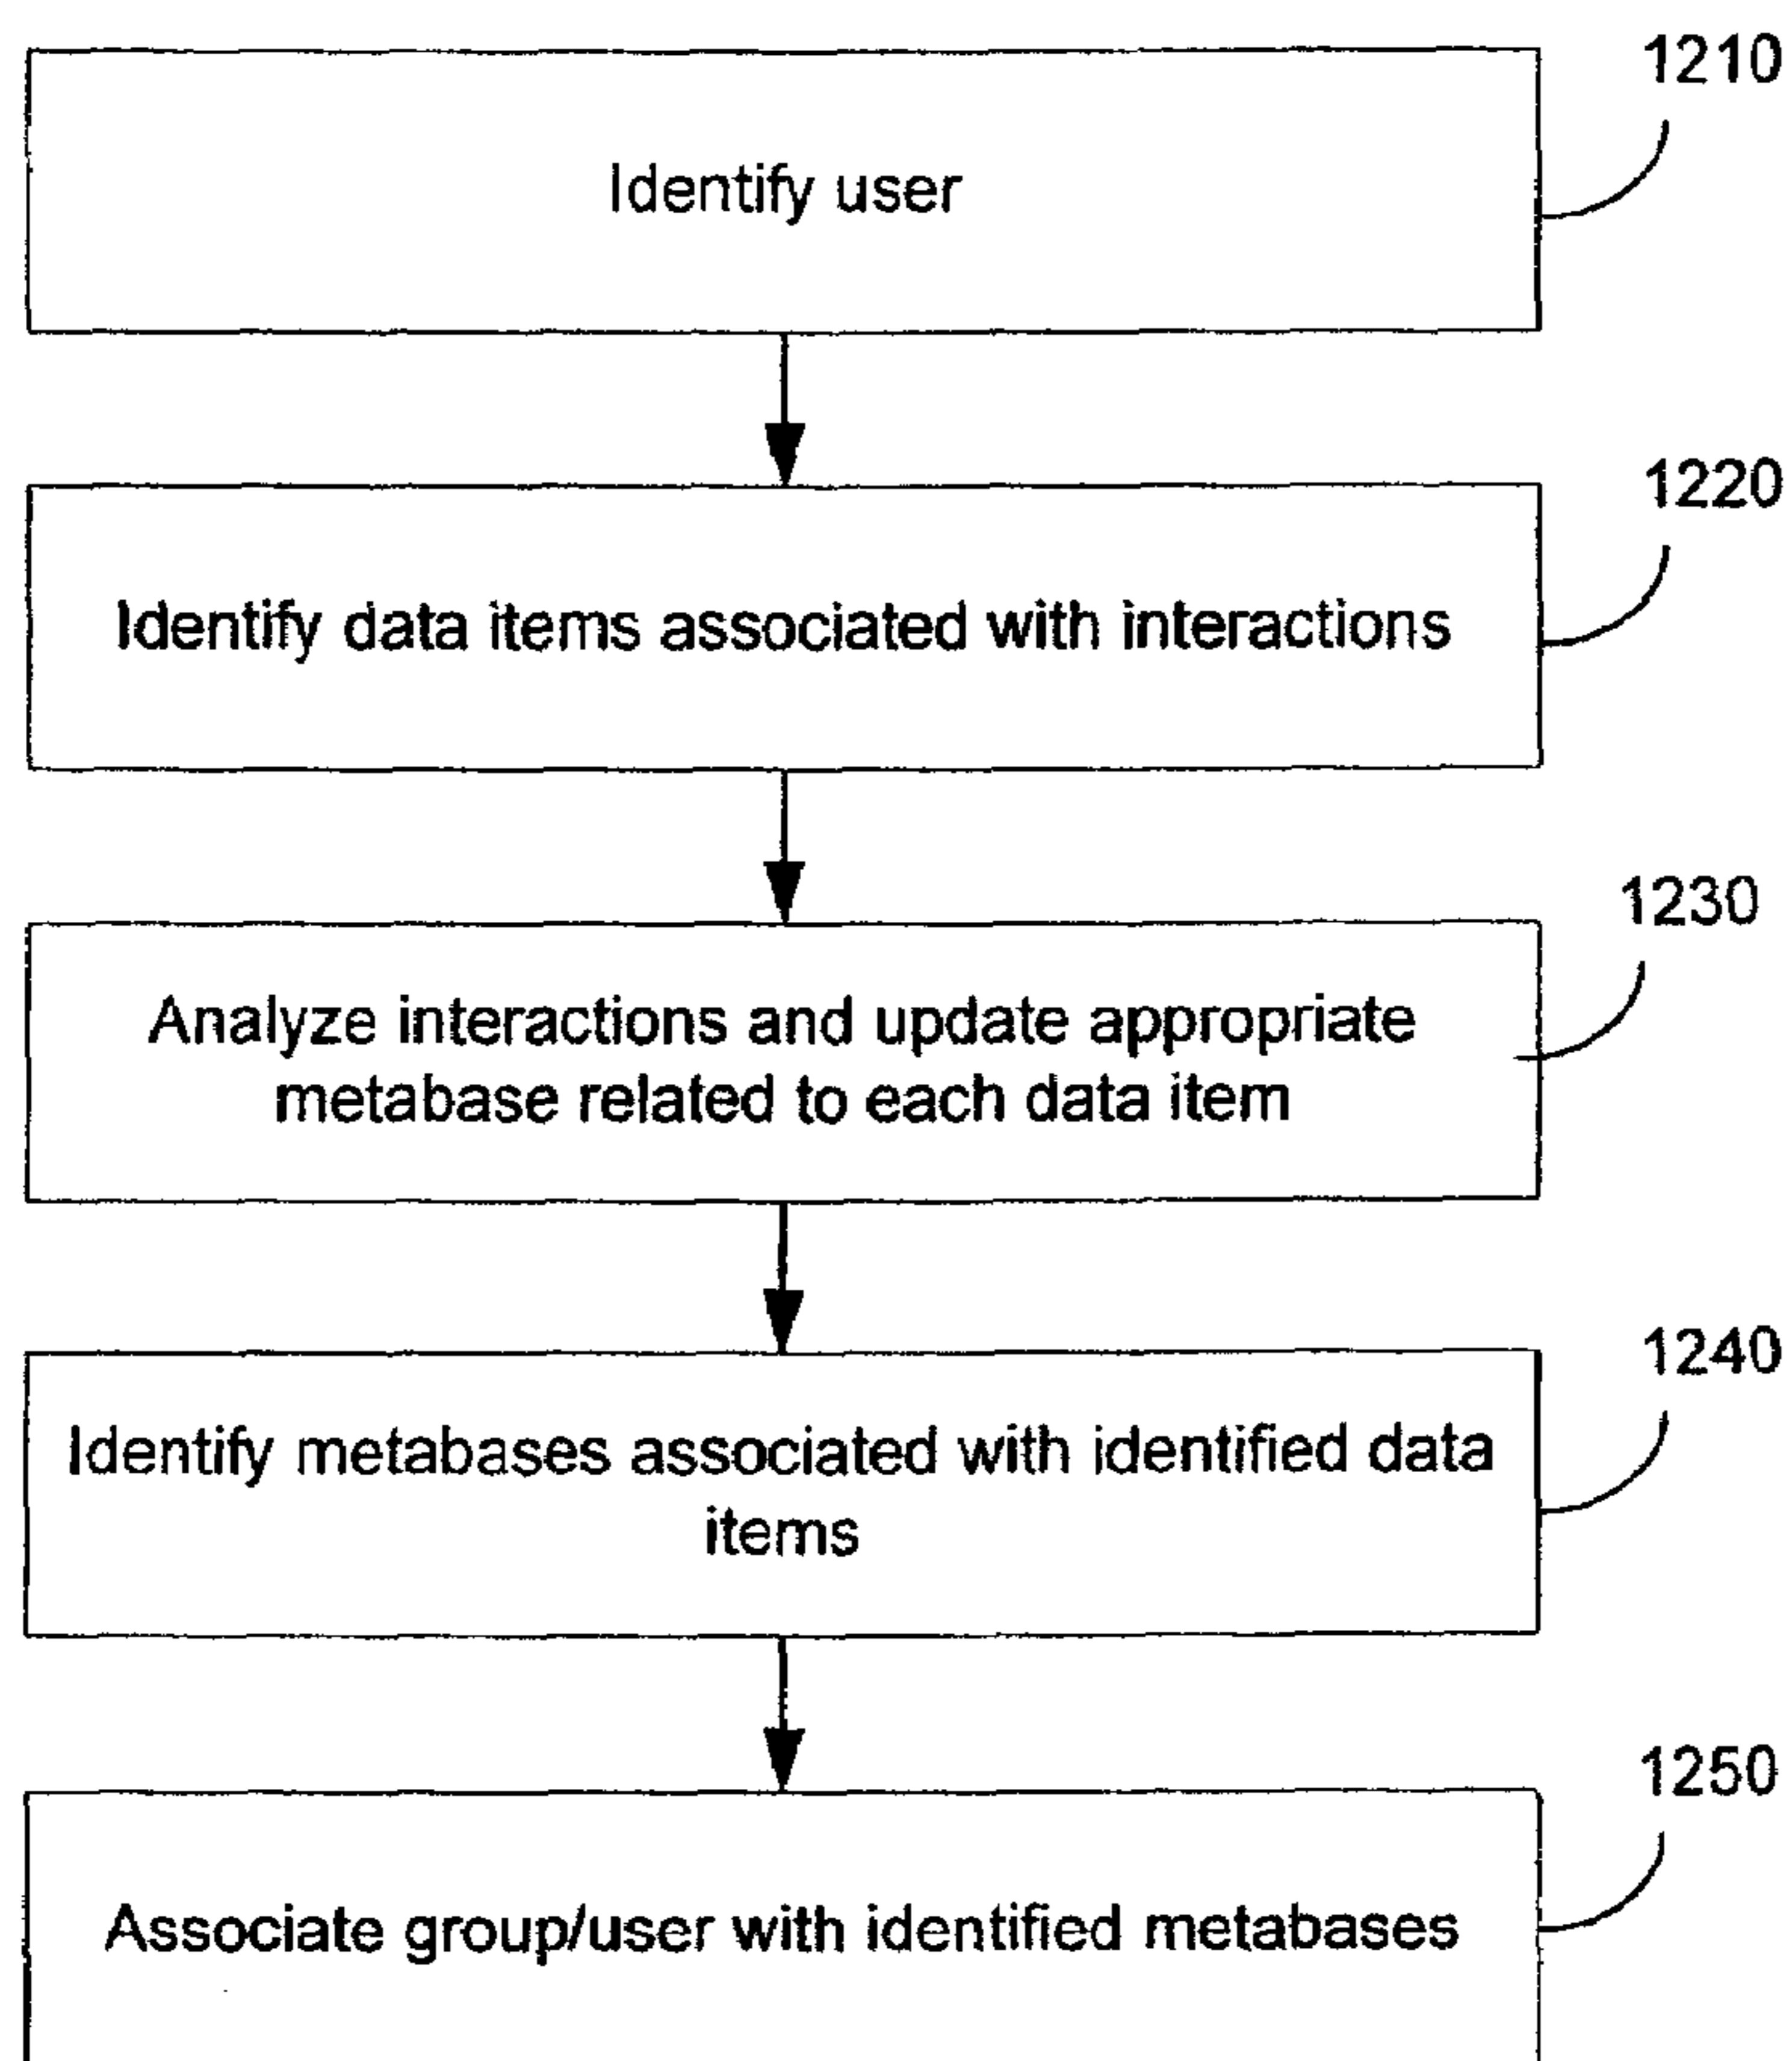 1210
Identify user
1220
Identify data items associated with interactions
1230
Analyze interactions and update appropriate
metabase related to each data item
1240
Identify metabases associated with identified data
items
1250
Associate group/user with identified metabases